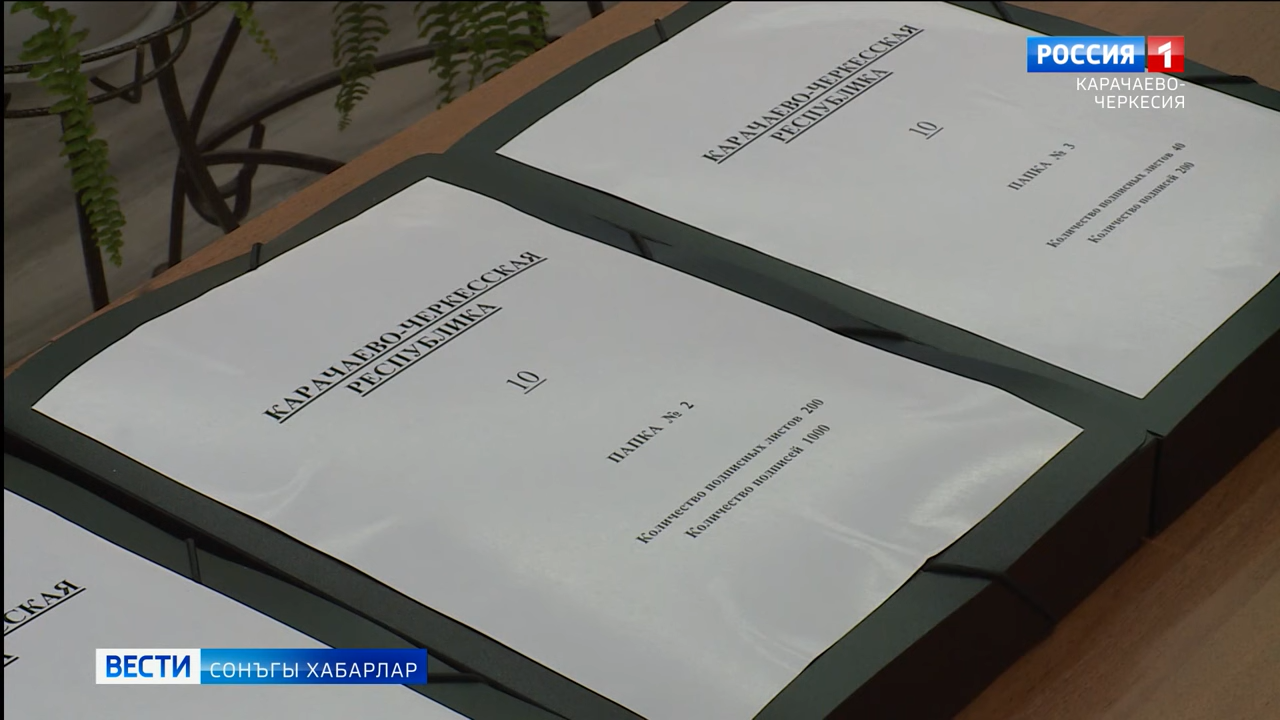 РОССИЯ 1
КАРАЧАЕВО-
ЧЕРКЕСИЯ
КАРАЧАЕВО-ЧЕРКЕССКАЯ
РЕСПУБЛИКА
10
ПАПКА № 3
Количество подписных листов 40
Количество подписей 200
КАРАЧАЕВО-ЧЕРКЕССКАЯ
РЕСПУБЛИКА
10
ПАПКА № 2
Количество подписных листов 200
Количество подписей 1000
ССКАЯ
ВЕСТИ СОНЪГЫ ХАБАРЛАР